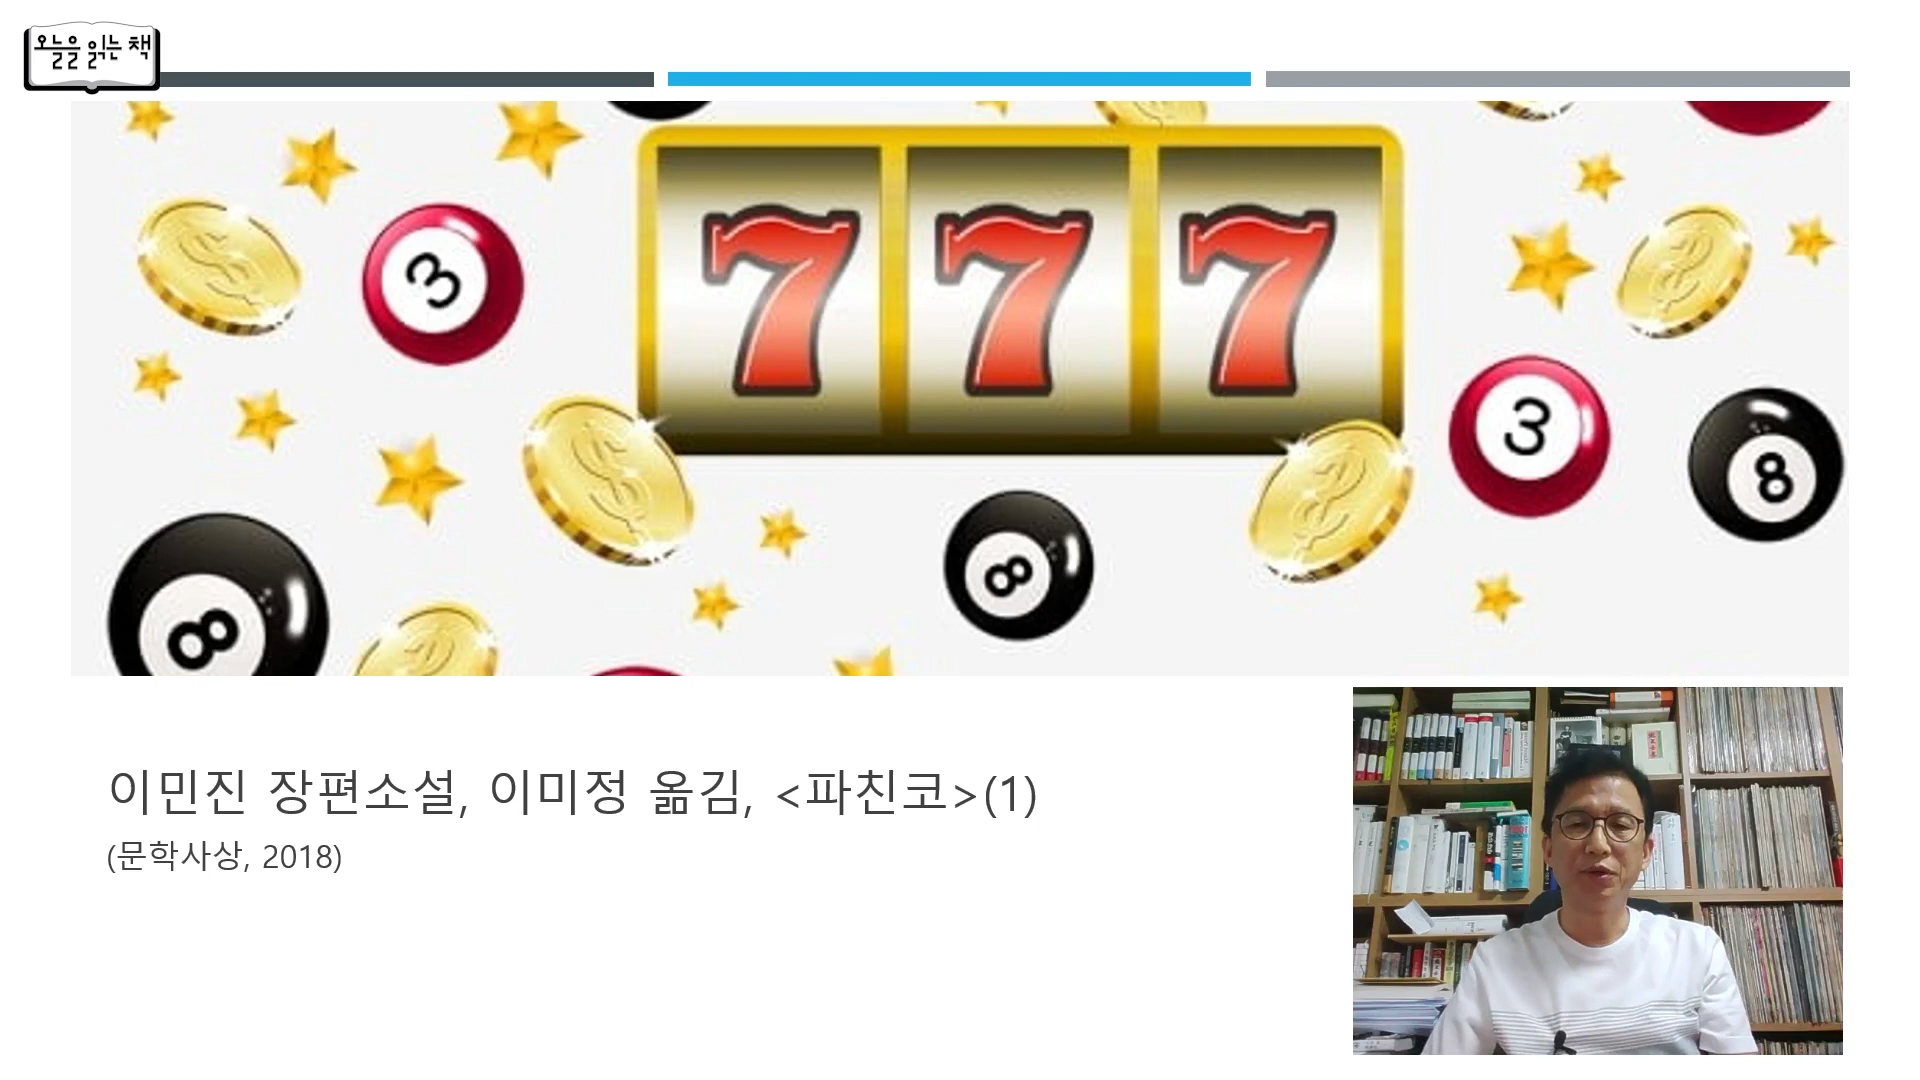 오늘을 읽는 책
7 7 7
3
3
8
8
8
이민진 장편소설, 이미정 옮김, <파친코>(1)
(문학사상, 2018)